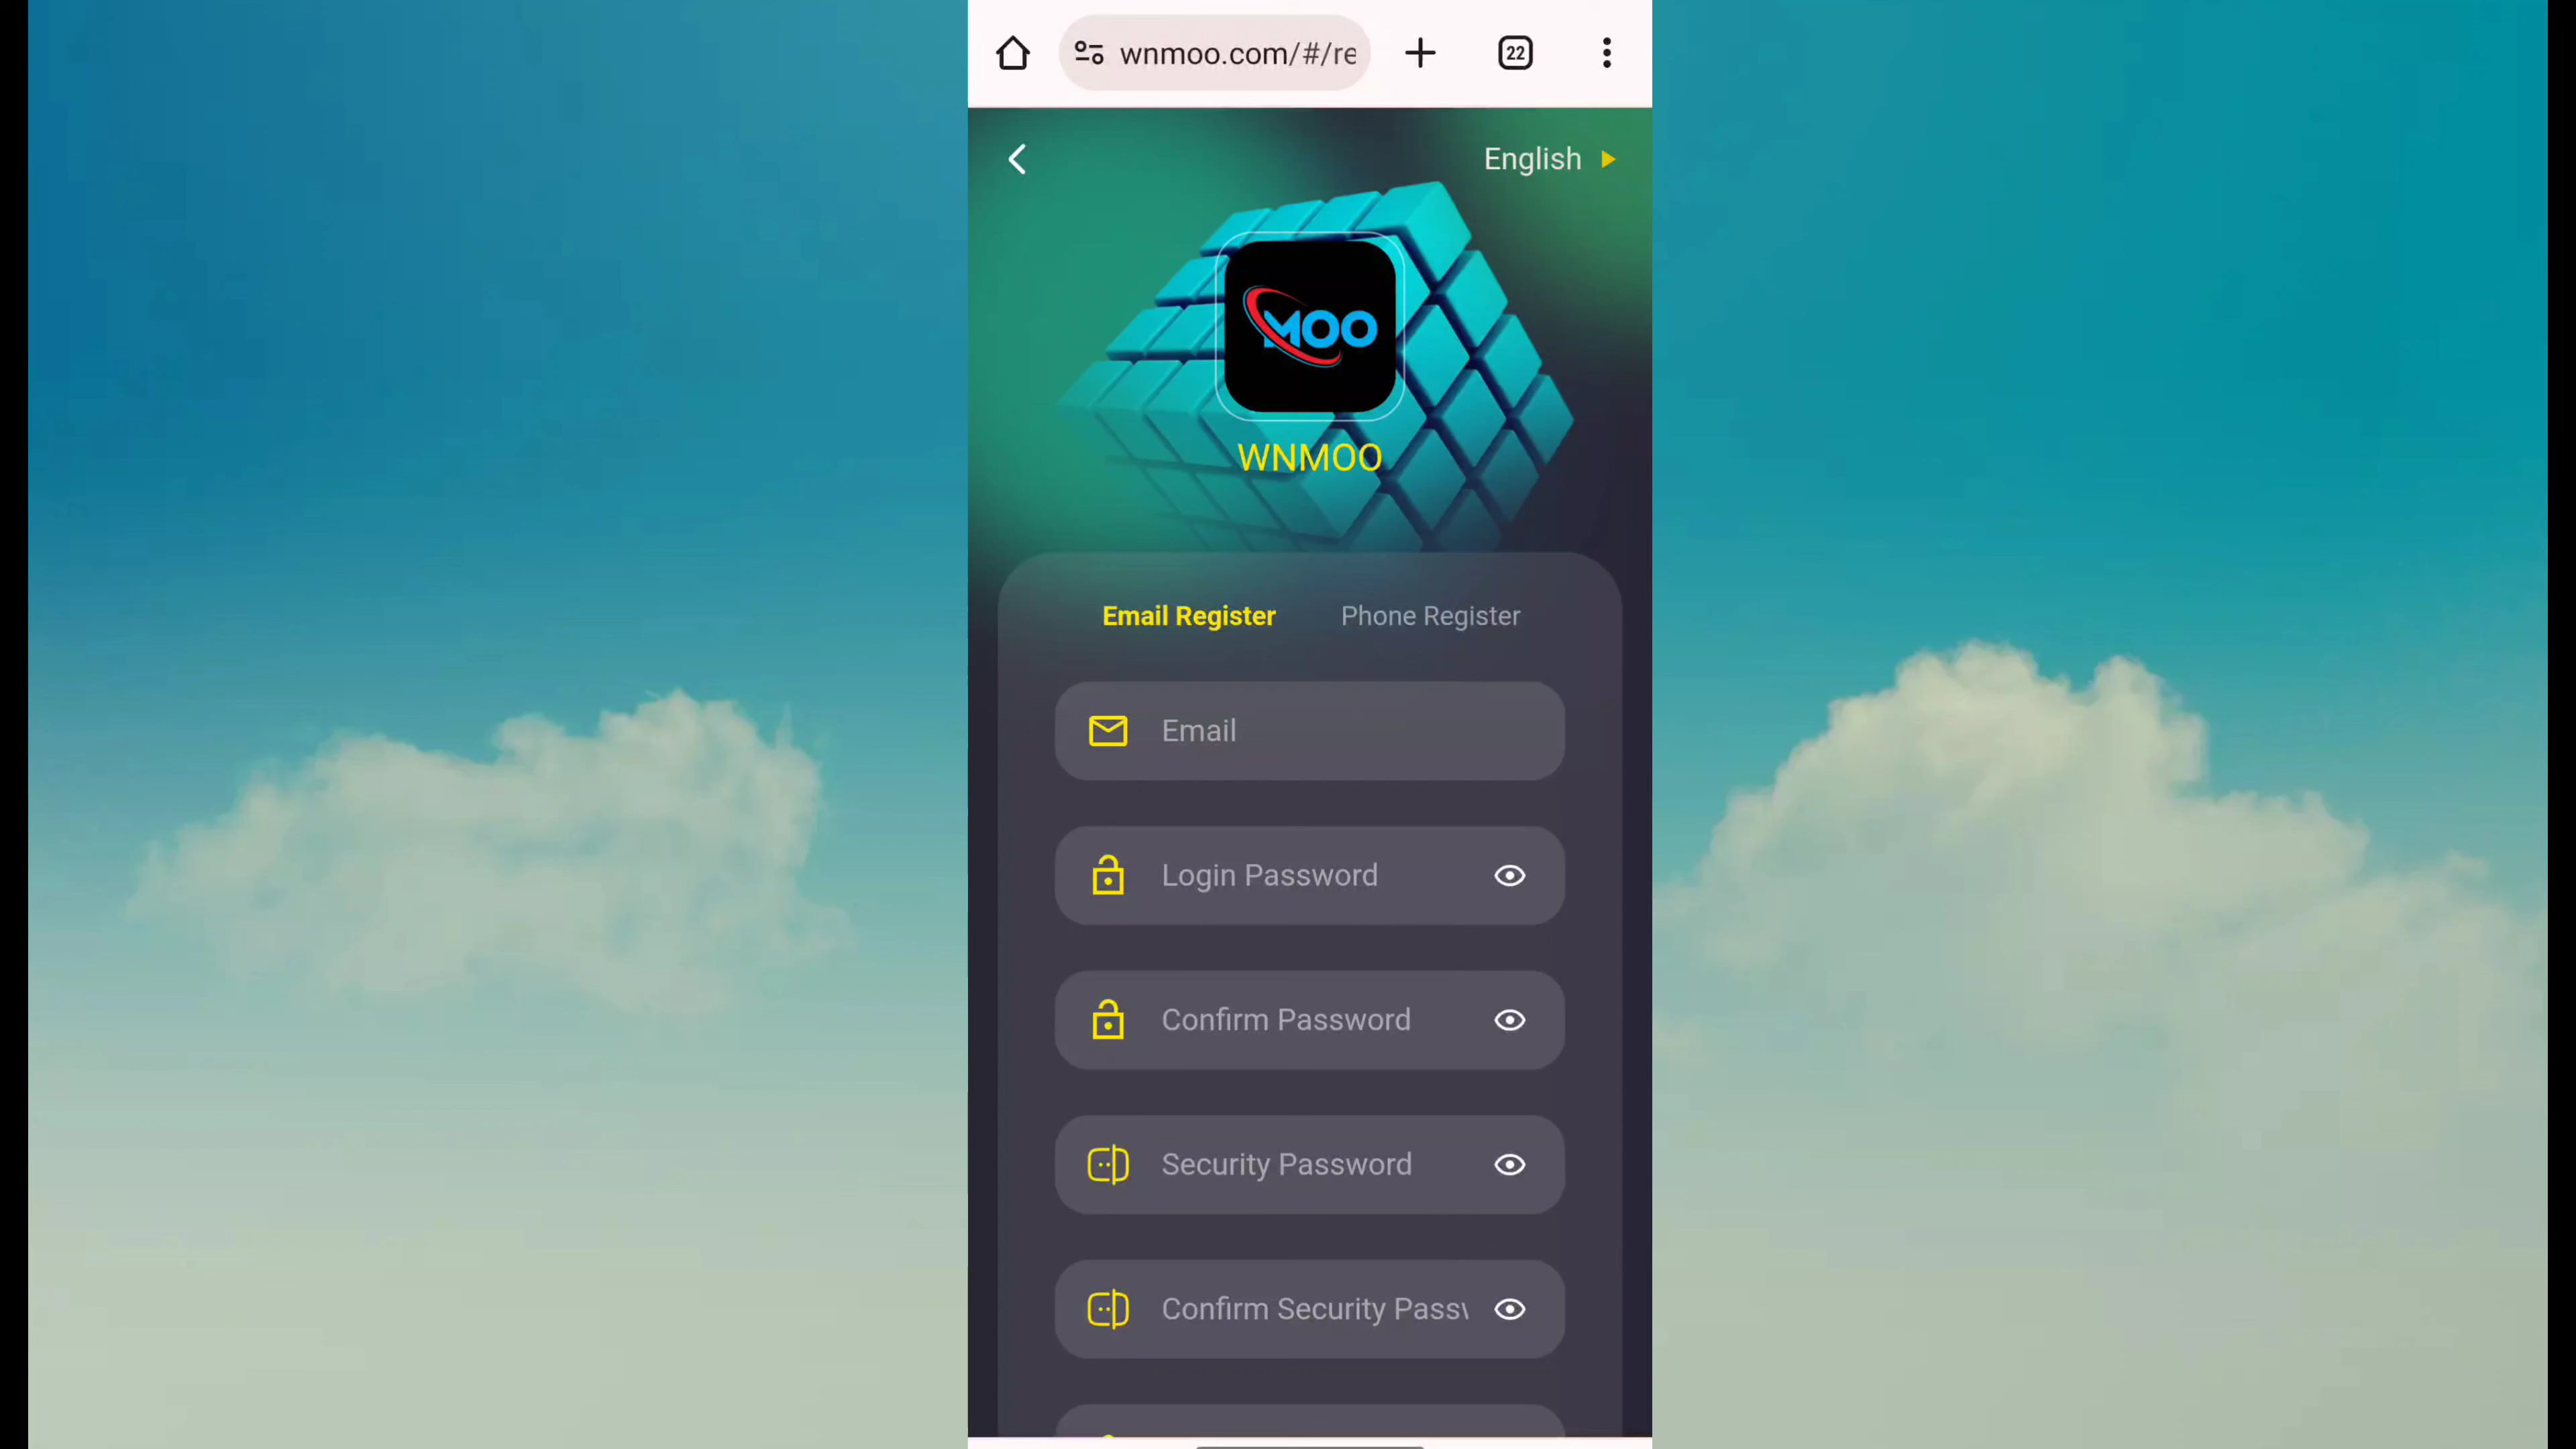 wnmoo.com/#/re
22
English
MOO
WNMOO
Email Register
Phone Register
Email
Login Password
Confirm Password
Security Password
Confirm Security Passw